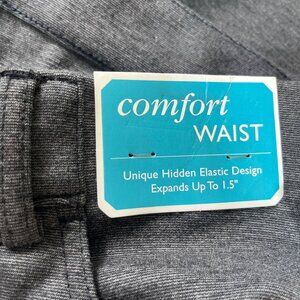 comfort
WAIST
Unique Hidden Elastic Design
Expands Up To 1.5"